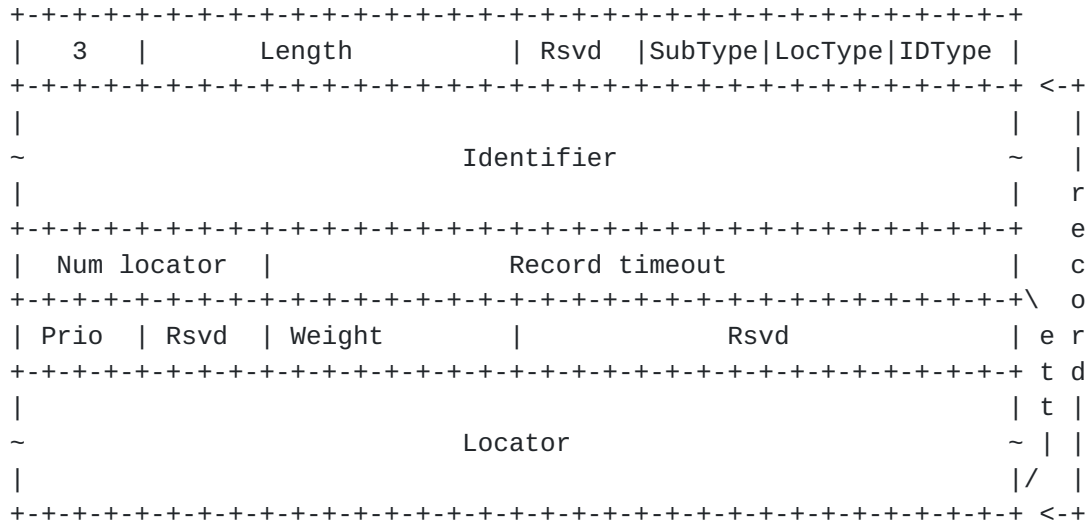 +-+-+-+-+-+-+-+-+-+-+-+-+-+-+-+-+-+-+-+-+-+-+-+-+-+-+-+-+-+-+-+-+
|   3   |       Length          | Rsvd  |SubType|LocType|IDType |
+-+-+-+-+-+-+-+-+-+-+-+-+-+-+-+-+-+-+-+-+-+-+-+-+-+-+-+-+-+-+-+-+ <-+
|                                                               |   |
~                            Identifier                         ~   |
|                                                               |   r
+-+-+-+-+-+-+-+-+-+-+-+-+-+-+-+-+-+-+-+-+-+-+-+-+-+-+-+-+-+-+-+-+   e
|  Num locator  |               Record timeout                  |   c
+-+-+-+-+-+-+-+-+-+-+-+-+-+-+-+-+-+-+-+-+-+-+-+-+-+-+-+-+-+-+-+-+\  o
| Prio  | Rsvd  | Weight        |             Rsvd              | e r
+-+-+-+-+-+-+-+-+-+-+-+-+-+-+-+-+-+-+-+-+-+-+-+-+-+-+-+-+-+-+-+-+ t d
|                                                               | t |
~                            Locator                            ~ | |
|                                                               |/  |
+-+-+-+-+-+-+-+-+-+-+-+-+-+-+-+-+-+-+-+-+-+-+-+-+-+-+-+-+-+-+-+-+ <-+